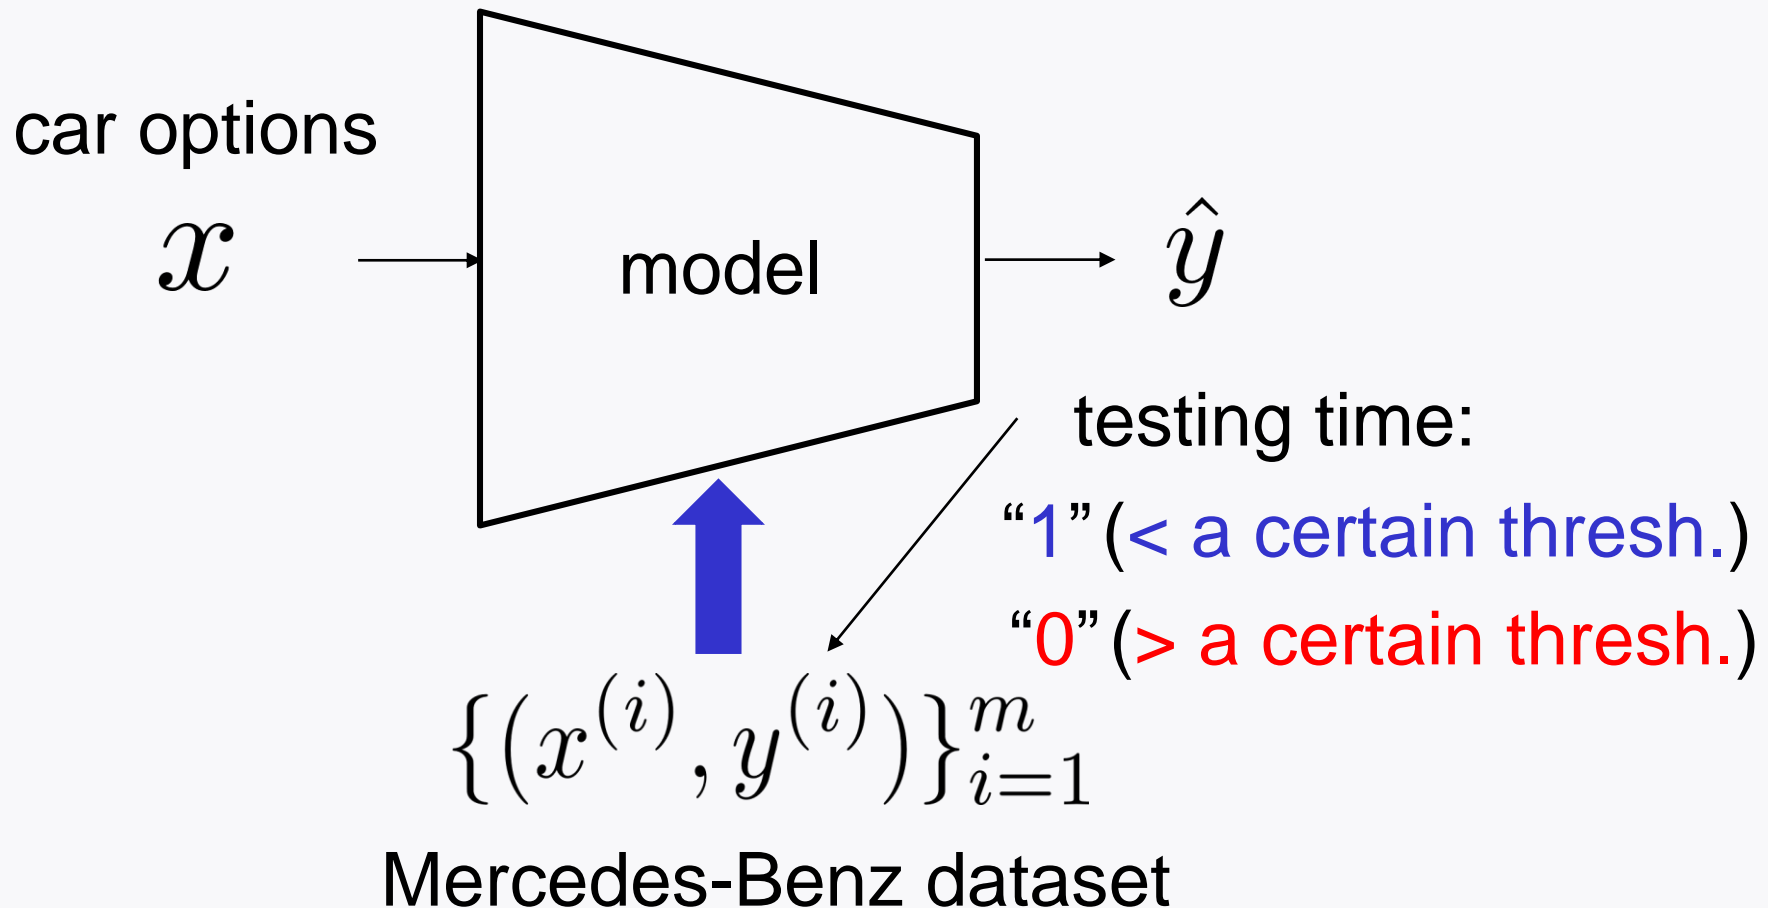 car options
x
model
ŷ
testing time:
“1” (< a certain thresh.)
“0” (> a certain thresh.)
{(x^{(i)}, y^{(i)})}_{i=1}^{m}
Mercedes-Benz dataset